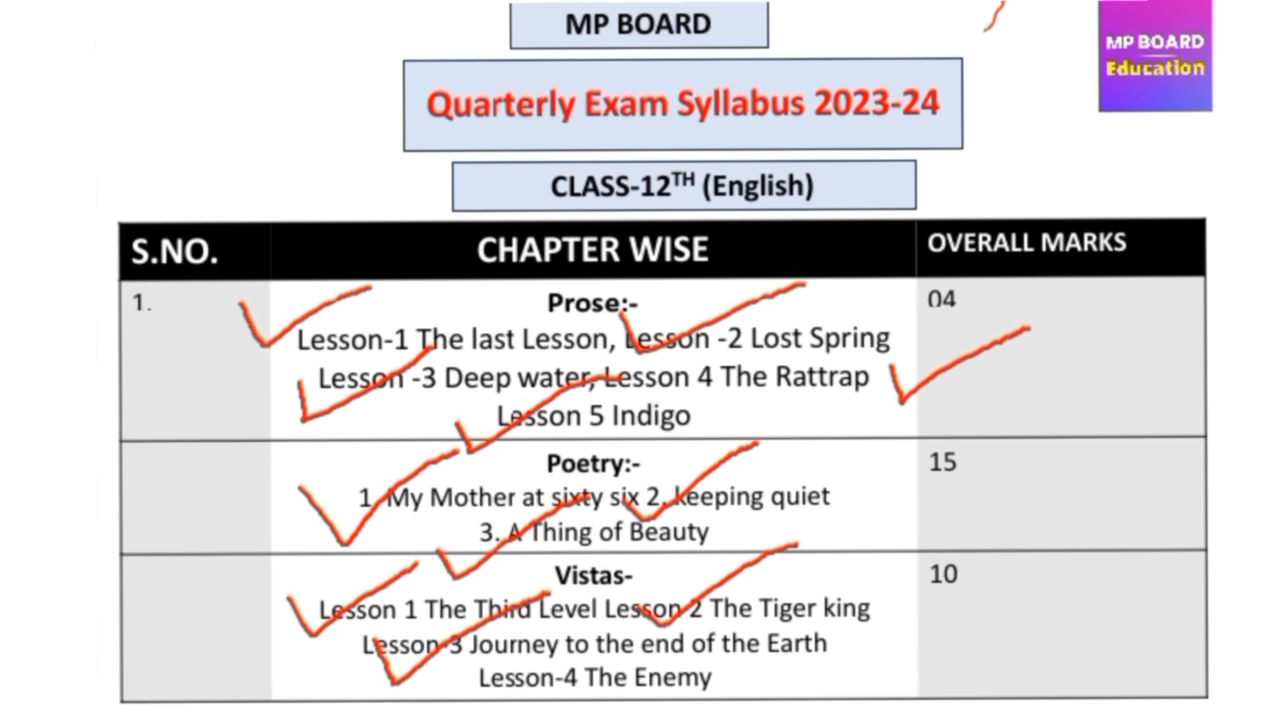 MP BOARD
MP BOARD
Education
Quarterly Exam Syllabus 2023-24
CLASS-12TH (English)
S.NO. CHAPTER WISE OVERALL MARKS
1. Prose:- 04
Lesson-1 The last Lesson, Lesson -2 Lost Spring
Lesson -3 Deep water, Lesson 4 The Rattrap
Lesson 5 Indigo
Poetry:- 15
1. My Mother at sixty six 2. keeping quiet
3. A Thing of Beauty
Vistas- 10
Lesson 1 The Third Level Lesson 2 The Tiger king
Lesson-3 Journey to the end of the Earth
Lesson-4 The Enemy